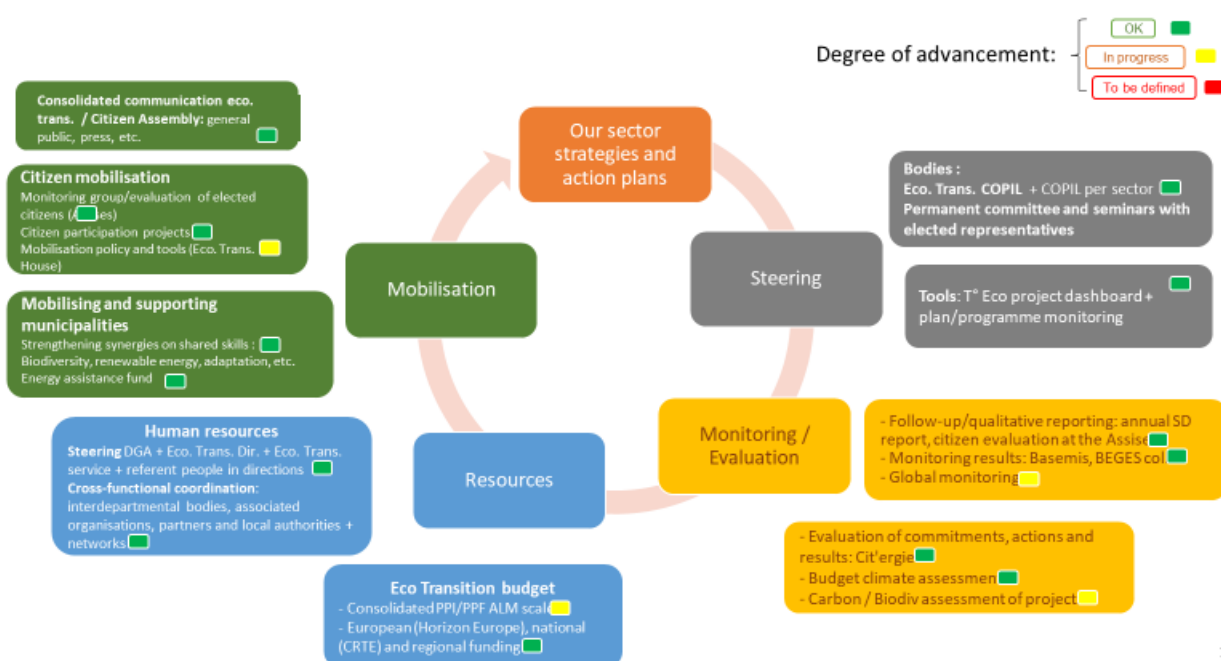 Degree of advancement:
OK
In progress
To be defined
Consolidated communication eco.
trans. / Citizen Assembly: general
public, press, etc.
Citizen mobilisation
Monitoring group/evaluation of elected
citizens
Citizen participation projects
Mobilisation policy and tools (Eco. Trans.
House)
Mobilising and supporting
municipalities
Strengthening synergies on shared skills :
Biodiversity, renewable energy, adaptation, etc.
Energy assistance fund
Our sector
strategies and
action plans
Mobilisation
Steering
Resources
Monitoring /
Evaluation
Bodies :
Eco. Trans. COPIL + COPIL per sector
Permanent committee and seminars with
elected representatives
Tools: T° Eco project dashboard +
plan/programme monitoring
- Follow-up/qualitative reporting: annual SD
report, citizen evaluation at the
- Monitoring results: Basemis, BEGES col
- Global monitoring
- Evaluation of commitments, actions and
results: Cit'ergie
- Budget climate
- Carbon / Biodiv assessment of project
Human resources
Steering DGA + Eco. Trans. Dir. + Eco. Trans.
service + referent people in directions
Cross-functional coordination:
interdepartmental bodies, associated
organisations, partners and local authorities +
networks
Eco Transition budget
- Consolidated PPI/PPF ALM
- European (Horizon Europe), national
(CRTE) and regional funding